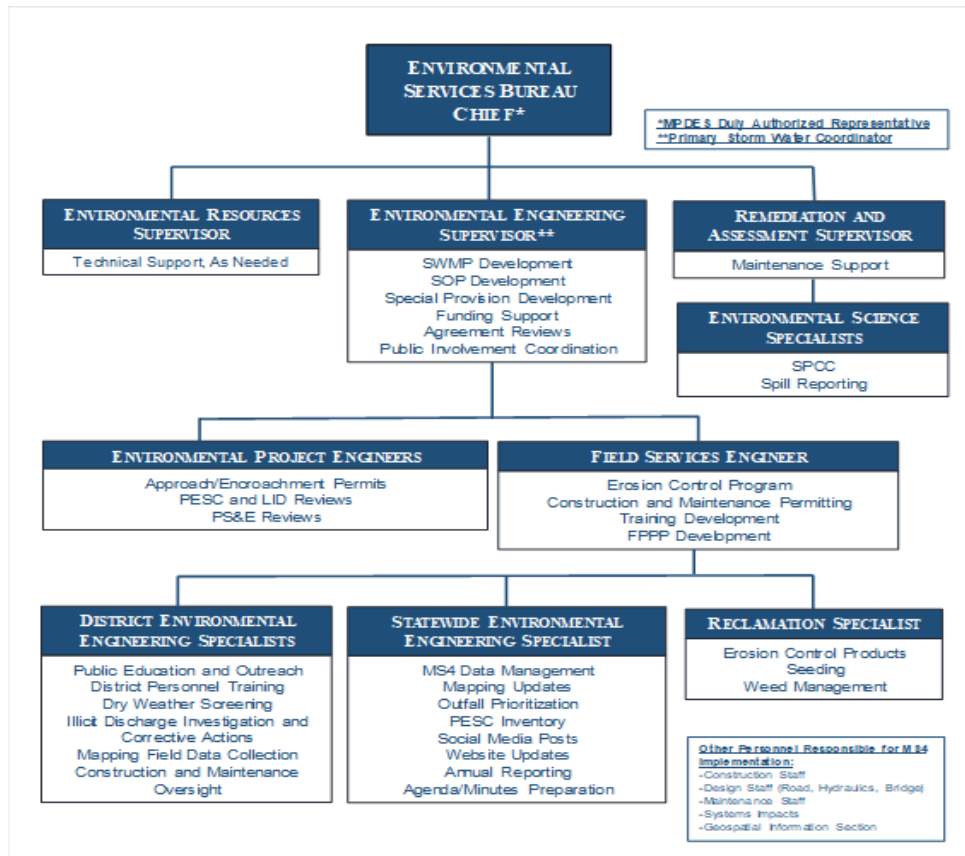 ENVIRONMENTAL
SERVICES BUREAU
CHIEF*
*MPDES Duly Authorized Representative
**Primary Storm Water Coordinator
ENVIRONMENTAL RESOURCES
SUPERVISOR
Technical Support, As Needed
ENVIRONMENTAL ENGINEERING
SUPERVISOR**
SWMP Development
SOP Development
Special Provision Development
Funding Support
Agreement Reviews
Public Involvement Coordination
REMEDIATION AND
ASSESSMENT SUPERVISOR
Maintenance Support
ENVIRONMENTAL SCIENCE
SPECIALISTS
SPCC
Spill Reporting
ENVIRONMENTAL PROJECT ENGINEERS
Approach/Encroachment Permits
PESC and LID Reviews
PS&E Reviews
FIELD SERVICES ENGINEER
Erosion Control Program
Construction and Maintenance Permitting
Training Development
FPPP Development
DISTRICT ENVIRONMENTAL
ENGINEERING SPECIALISTS
Public Education and Outreach
District Personnel Training
Dry Weather Screening
Illicit Discharge Investigation and
Corrective Actions
Mapping Field Data Collection
Construction and Maintenance
Oversight
STATEWIDE ENVIRONMENTAL
ENGINEERING SPECIALIST
MS4 Data Management
Mapping Updates
Outfall Prioritization
PESC Inventory
Social Media Posts
Website Updates
Annual Reporting
Agenda/Minutes Preparation
RECLAMATION SPECIALIST
Erosion Control Products
Seeding
Weed Management
Other Personnel Responsible for MS4
Implementation:
-Construction Staff
-Design Staff (Road, Hydraulics, Bridge)
-Maintenance Staff
-Systems Impacts
-Geospatial Information Section